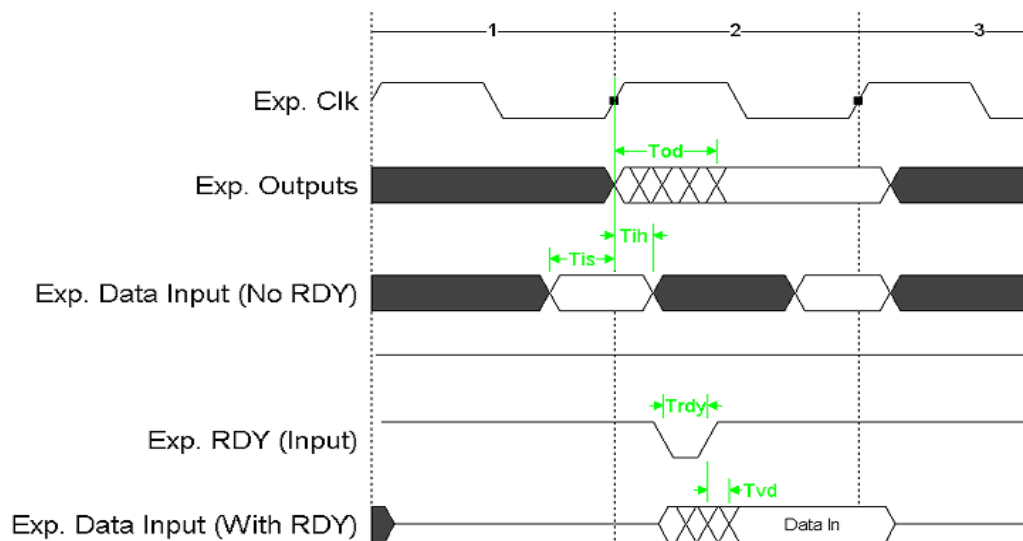 1 2 3
Exp. Clk
Tod
Exp. Outputs
Tih
Tis
Exp. Data Input (No RDY)
Trdy
Exp. RDY (Input)
Tvd
Exp. Data Input (With RDY)
Data In